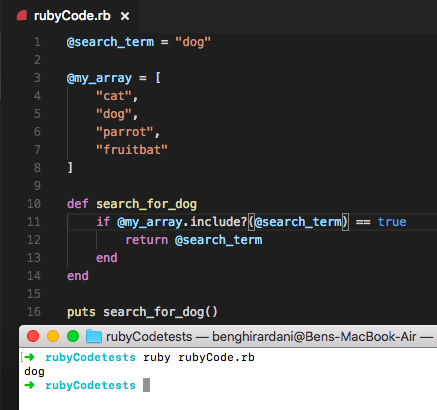 rubyCode.rb ×
1 @search_term = "dog"
2
3 @my_array = [
4 "cat",
5 "dog",
6 "parrot",
7 "fruitbat"
8 ]
9
10 def search_for_dog
11 if @my_array.include?(@search_term) == true
12 return @search_term
13 end
14 end
15
16 puts search_for_dog()
rubyCodetests — benghirardani@Bens-MacBook-Air —
➜ rubyCodetests ruby rubyCode.rb
dog
➜ rubyCodetests